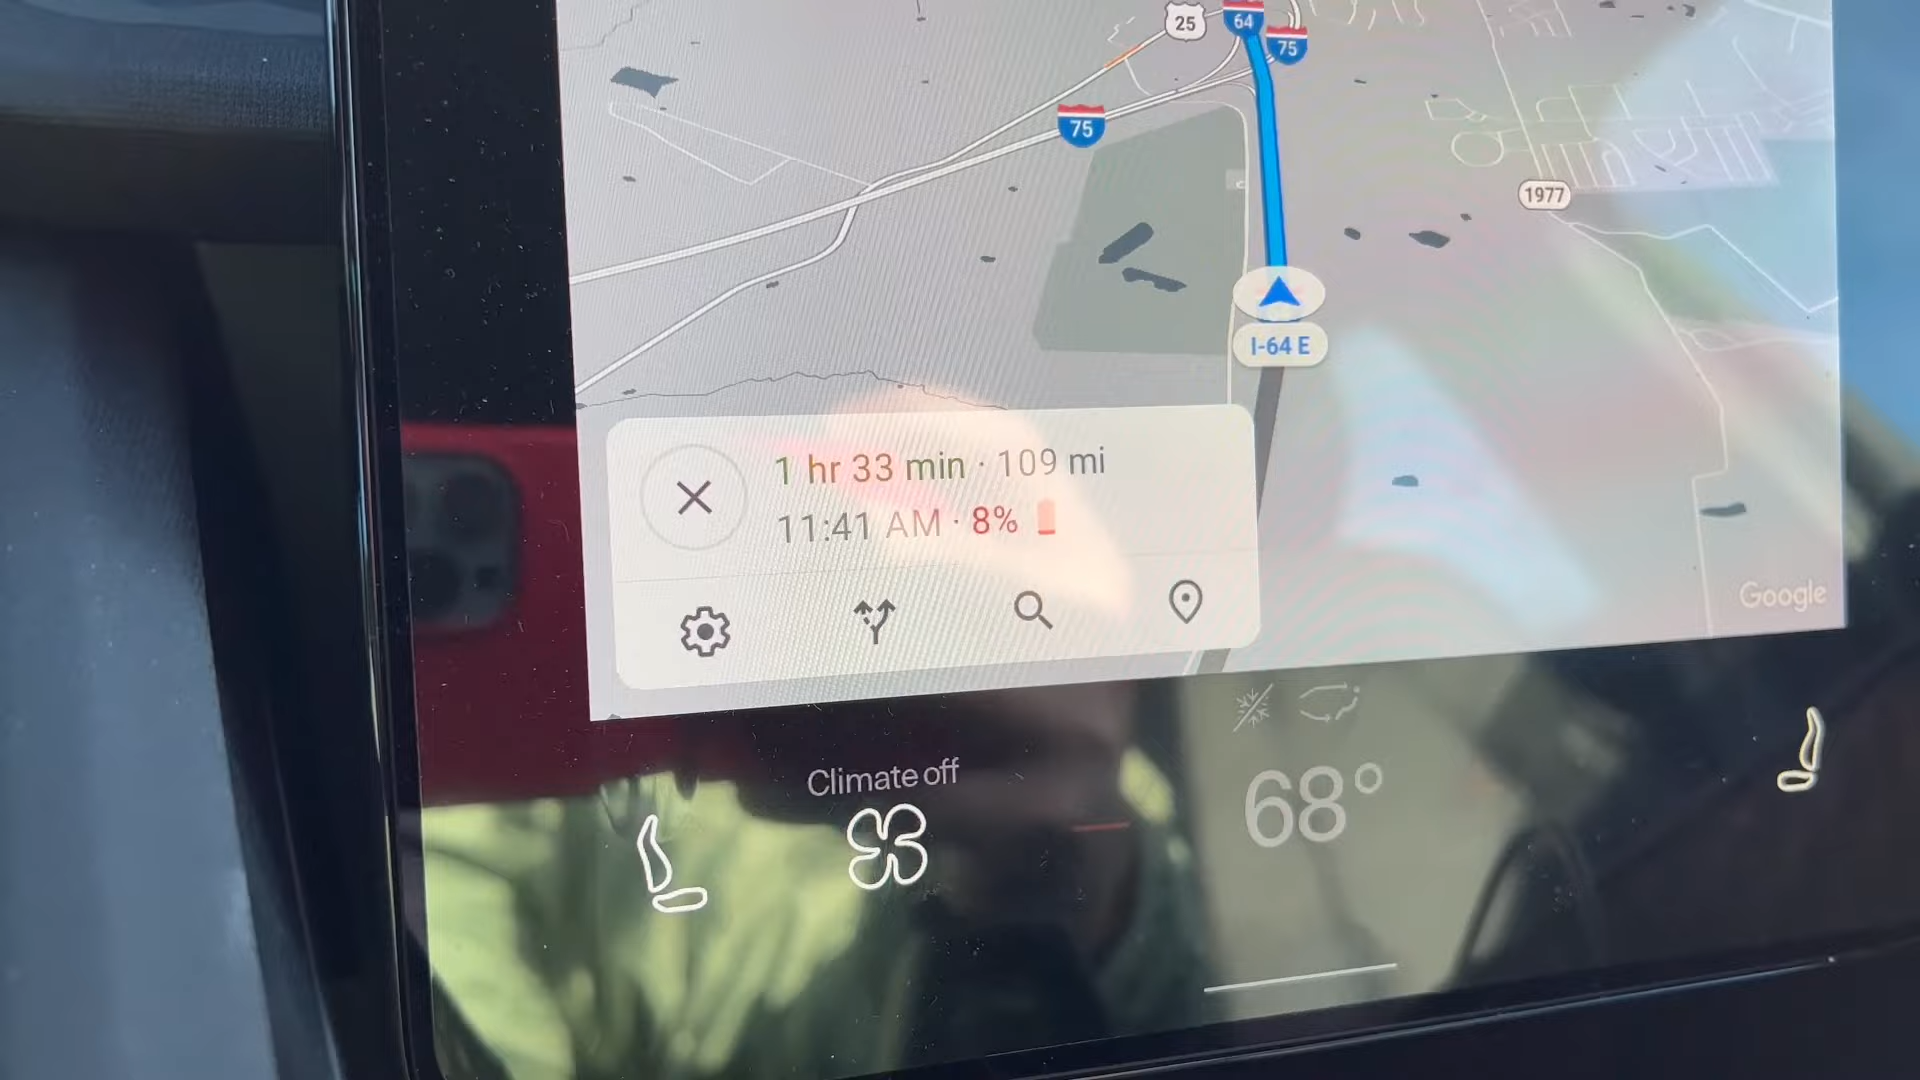 25
64
75
75
1977
I-64 E
1 hr 33 min · 109 mi
11:41 AM · 8%
Google
Climate off
68°